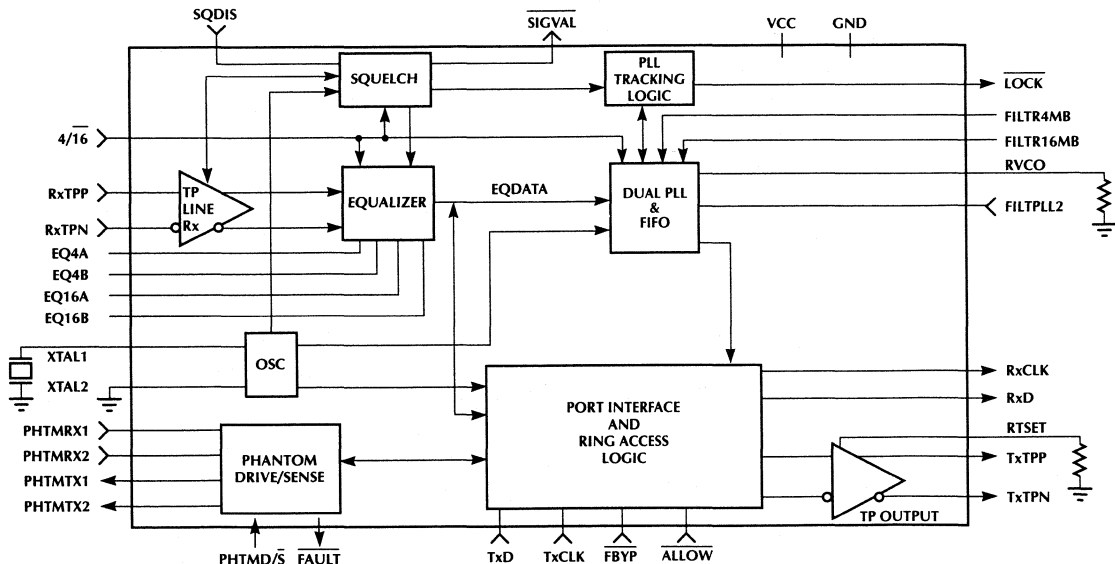 SQDIS
SIGVAL
VCC
GND
SQUELCH
PLL
TRACKING
LOGIC
LOCK
FILTR4MB
4/16
FILTR16MB
RVCO
RxTPP
TP
LINE
Rx
EQUALIZER
EQDATA
DUAL PLL
&
FIFO
FILTPLL2
RxTPN
EQ4A
EQ4B
EQ16A
EQ16B
XTAL1
OSC
XTAL2
RxCLK
RxD
PORT INTERFACE
AND
RING ACCESS
LOGIC
PHTMRX1
PHTMRX2
PHANTOM
DRIVE/SENSE
RTSET
TxTPP
PHTMTX1
PHTMTX2
TxTPN
TP OUTPUT
PHTMD/S
FAULT
TxD
TxCLK
FBYP
ALLOW